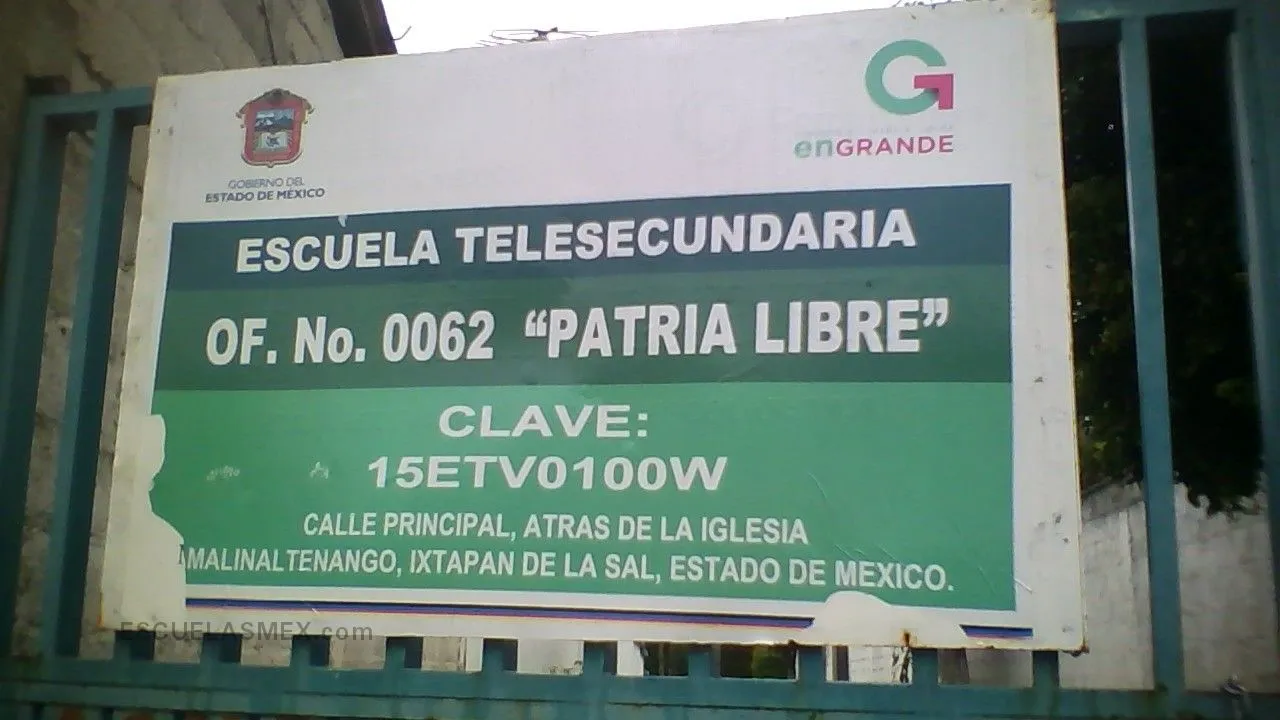 GOBIERNO DEL
ESTADO DE MÉXICO
enGRANDE
ESCUELA TELESECUNDARIA
OF. No. 0062 “PATRIA LIBRE”
CLAVE:
15ETV0100W
CALLE PRINCIPAL, ATRAS DE LA IGLESIA
MALINALTENANGO, IXTAPAN DE LA SAL, ESTADO DE MEXICO.
ESCUELASMEX.com